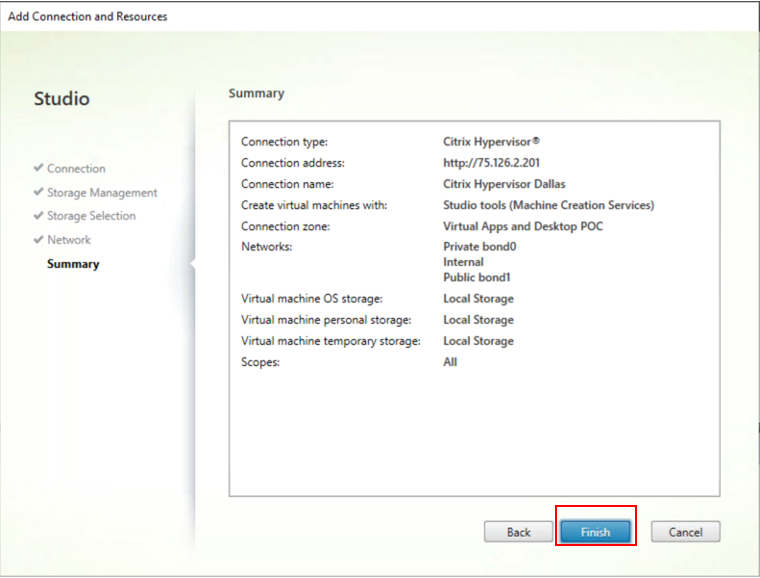 Add Connection and Resources
Studio
Connection
Storage Management
Storage Selection
Network
Summary
Summary
Connection type: Citrix Hypervisor®
Connection address: http://75.126.2.201
Connection name: Citrix Hypervisor Dallas
Create virtual machines with: Studio tools (Machine Creation Services)
Connection zone: Virtual Apps and Desktop POC
Networks: Private bond0
Internal
Public bond1
Virtual machine OS storage: Local Storage
Virtual machine personal storage: Local Storage
Virtual machine temporary storage: Local Storage
Scopes: All
Back Finish Cancel